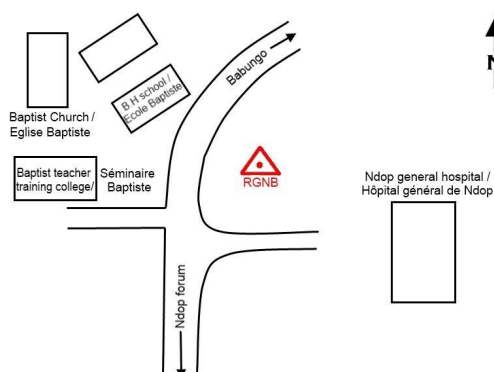 N
Babungo
B H school /
Ecole Baptiste
Baptist Church /
Eglise Baptiste
Baptist teacher
training college/
Séminaire
Baptiste
RGNB
Ndop general hospital /
Hôpital général de Ndop
Ndop forum